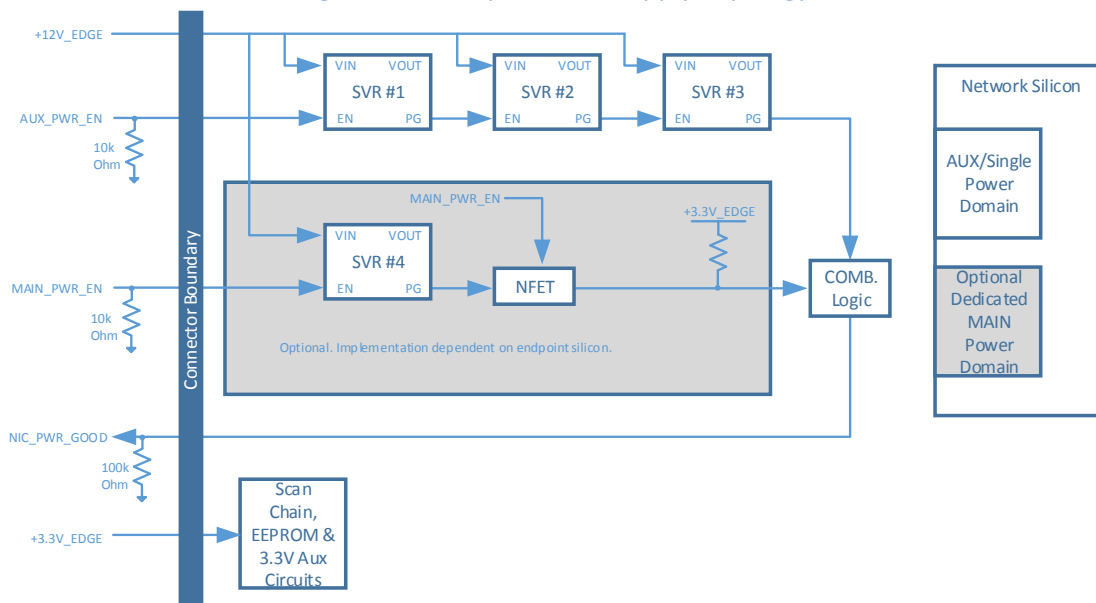 +12V_EDGE
VIN VOUT
SVR #1
EN PG
VIN VOUT
SVR #2
EN PG
VIN VOUT
SVR #3
EN PG
AUX_PWR_EN
10k
Ohm
MAIN_PWR_EN
+3.3V_EDGE
VIN VOUT
SVR #4
EN PG
NFET
COMB.
Logic
MAIN_PWR_EN
10k
Ohm
Optional. Implementation dependent on endpoint silicon.
Connector Boundary
NIC_PWR_GOOD
100k
Ohm
+3.3V_EDGE
Scan
Chain,
EEPROM &
3.3V Aux
Circuits
Network Silicon
AUX/Single
Power
Domain
Optional
Dedicated
MAIN
Power
Domain